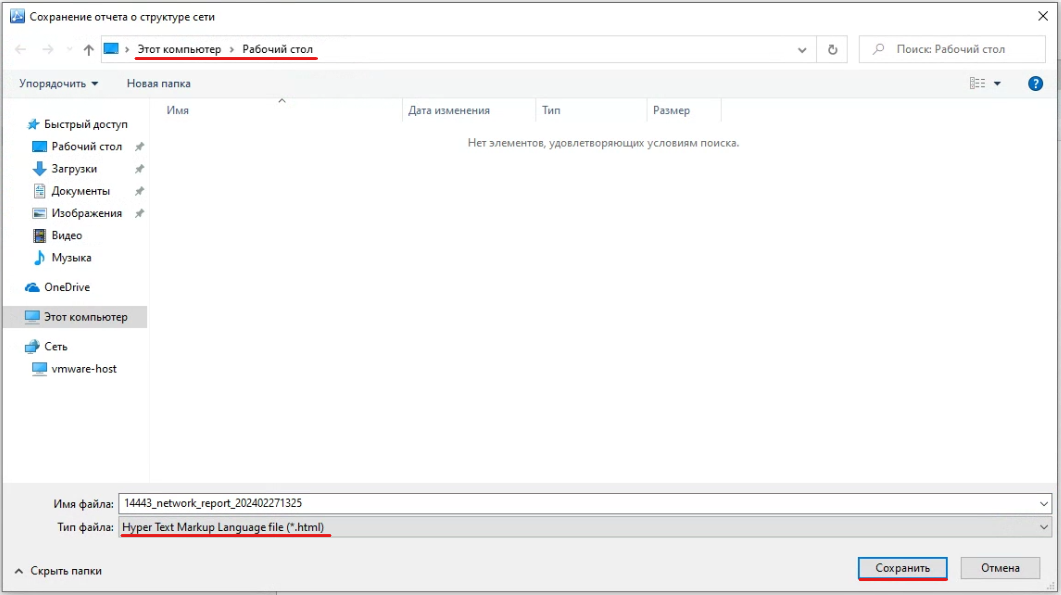 Сохранение отчета о структуре сети
Этот компьютер › Рабочий стол
Поиск: Рабочий стол
Упорядочить
Новая папка
Имя
Дата изменения
Тип
Размер
Нет элементов, удовлетворяющих условиям поиска.
Быстрый доступ
Рабочий стол
Загрузки
Документы
Изображения
Видео
Музыка
OneDrive
Этот компьютер
Сеть
vmware-host
Имя файла: 14443_network_report_202402271325
Тип файла: Hyper Text Markup Language file (*.html)
Скрыть папки
Сохранить
Отмена